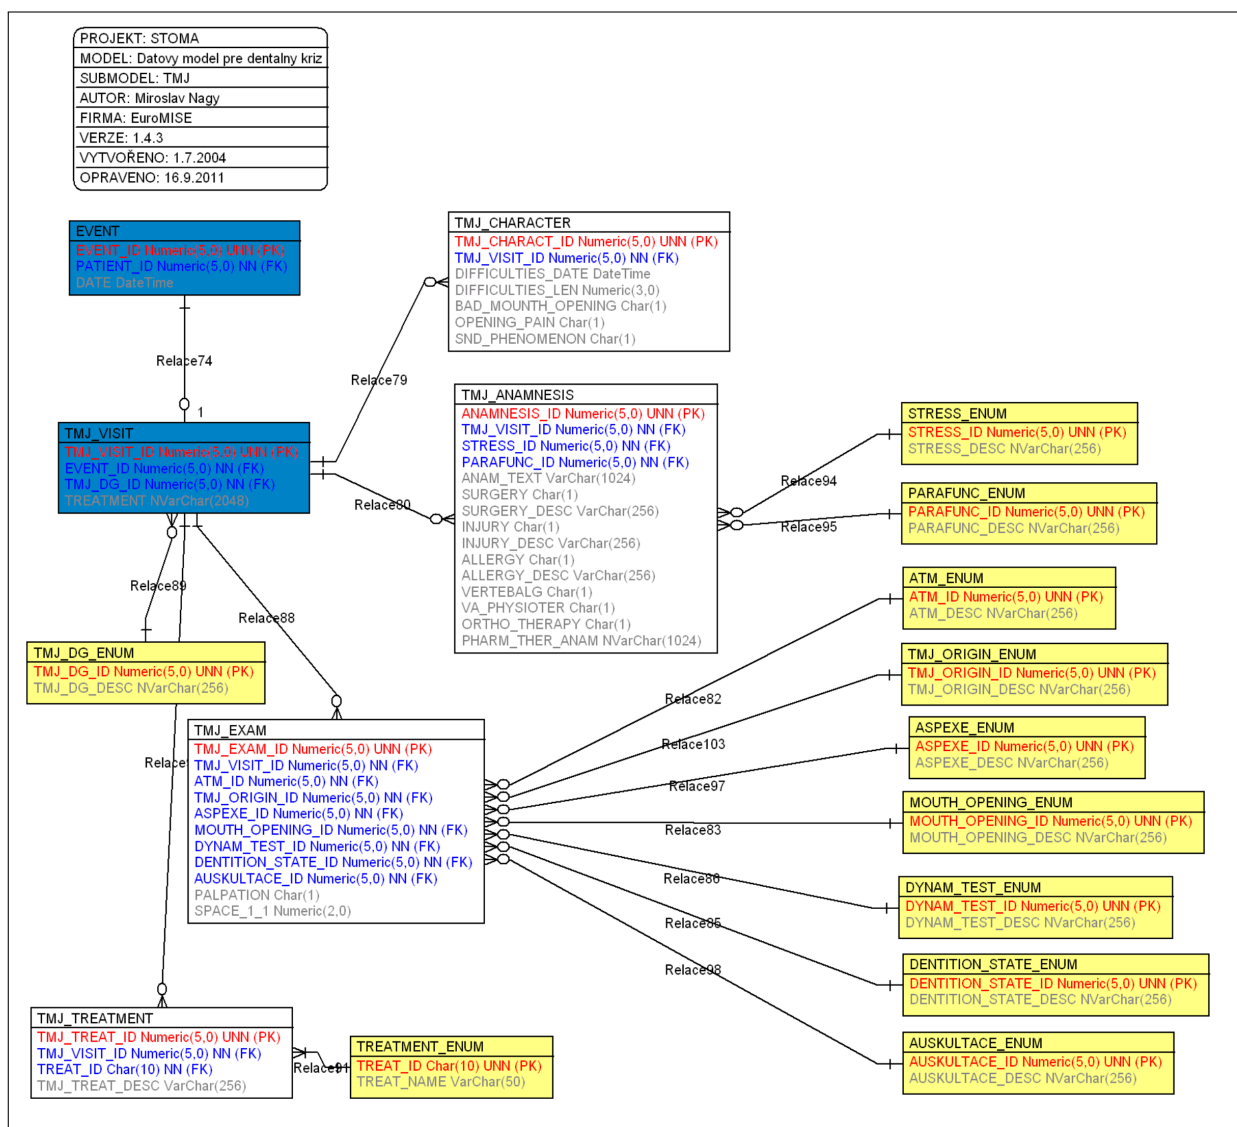 PROJEKT: STOMA
MODEL: Datovy model pre dentalny kriz
SUBMODEL: TMJ
AUTOR: Miroslav Nagy
FIRMA: EuroMISE
VERZE: 1.4.3
VYTVOŘENO: 1.7.2004
OPRAVENO: 16.9.2011
EVENT
EVENT_ID Numeric(5,0) UNN (PK)
PATIENT_ID Numeric(5,0) NN (FK)
DATE DateTime
TMJ_CHARACTER
TMJ_CHARACT_ID Numeric(5,0) UNN (PK)
TMJ_VISIT_ID Numeric(5,0) NN (FK)
DIFFICULTIES_DATE DateTime
DIFFICULTIES_LEN Numeric(3,0)
BAD_MOUNTH_OPENING Char(1)
OPENING_PAIN Char(1)
SND_PHENOMENON Char(1)
Relace74
Relace79
1
TMJ_VISIT
TMJ_VISIT_ID Numeric(5,0) UNN (PK)
EVENT_ID Numeric(5,0) NN (FK)
TMJ_DG_ID Numeric(5,0) NN (FK)
TREATMENT NVarChar(2048)
TMJ_ANAMNESIS
ANAMNESIS_ID Numeric(5,0) UNN (PK)
TMJ_VISIT_ID Numeric(5,0) NN (FK)
STRESS_ID Numeric(5,0) NN (FK)
PARAFUNC_ID Numeric(5,0) NN (FK)
ANAM_TEXT VarChar(1024)
SURGERY Char(1)
SURGERY_DESC VarChar(256)
INJURY Char(1)
INJURY_DESC VarChar(256)
ALLERGY Char(1)
ALLERGY_DESC VarChar(256)
VERTEBALG Char(1)
VA_PHYSIOTER Char(1)
ORTHO_THERAPY Char(1)
PHARM_THER_ANAM NVarChar(1024)
Relace80
Relace94
Relace95
STRESS_ENUM
STRESS_ID Numeric(5,0) UNN (PK)
STRESS_DESC NVarChar(256)
PARAFUNC_ENUM
PARAFUNC_ID Numeric(5,0) UNN (PK)
PARAFUNC_DESC NVarChar(256)
ATM_ENUM
ATM_ID Numeric(5,0) UNN (PK)
ATM_DESC NVarChar(256)
Relace89
Relace88
TMJ_DG_ENUM
TMJ_DG_ID Numeric(5,0) UNN (PK)
TMJ_DG_DESC NVarChar(256)
TMJ_ORIGIN_ENUM
TMJ_ORIGIN_ID Numeric(5,0) UNN (PK)
TMJ_ORIGIN_DESC NVarChar(256)
Relace82
Relace103
Relace97
Relace83
Relace86
Relace85
Relace98
Relace
TMJ_EXAM
TMJ_EXAM_ID Numeric(5,0) UNN (PK)
TMJ_VISIT_ID Numeric(5,0) NN (FK)
ATM_ID Numeric(5,0) NN (FK)
TMJ_ORIGIN_ID Numeric(5,0) NN (FK)
ASPEXE_ID Numeric(5,0) NN (FK)
MOUTH_OPENING_ID Numeric(5,0) NN (FK)
DYNAM_TEST_ID Numeric(5,0) NN (FK)
DENTITION_STATE_ID Numeric(5,0) NN (FK)
AUSKULTACE_ID Numeric(5,0) NN (FK)
PALPATION Char(1)
SPACE_1_1 Numeric(2,0)
ASPEXE_ENUM
ASPEXE_ID Numeric(5,0) UNN (PK)
ASPEXE_DESC NVarChar(256)
MOUTH_OPENING_ENUM
MOUTH_OPENING_ID Numeric(5,0) UNN (PK)
MOUTH_OPENING_DESC NVarChar(256)
DYNAM_TEST_ENUM
DYNAM_TEST_ID Numeric(5,0) UNN (PK)
DYNAM_TEST_DESC NVarChar(256)
DENTITION_STATE_ENUM
DENTITION_STATE_ID Numeric(5,0) UNN (PK)
DENTITION_STATE_DESC NVarChar(256)
AUSKULTACE_ENUM
AUSKULTACE_ID Numeric(5,0) UNN (PK)
AUSKULTACE_DESC NVarChar(256)
TMJ_TREATMENT
TMJ_TREAT_ID Numeric(5,0) UNN (PK)
TMJ_VISIT_ID Numeric(5,0) NN (FK)
TREAT_ID Char(10) NN (FK)
TMJ_TREAT_DESC VarChar(256)
Relace91
TREATMENT_ENUM
TREAT_ID Char(10) UNN (PK)
TREAT_NAME VarChar(50)